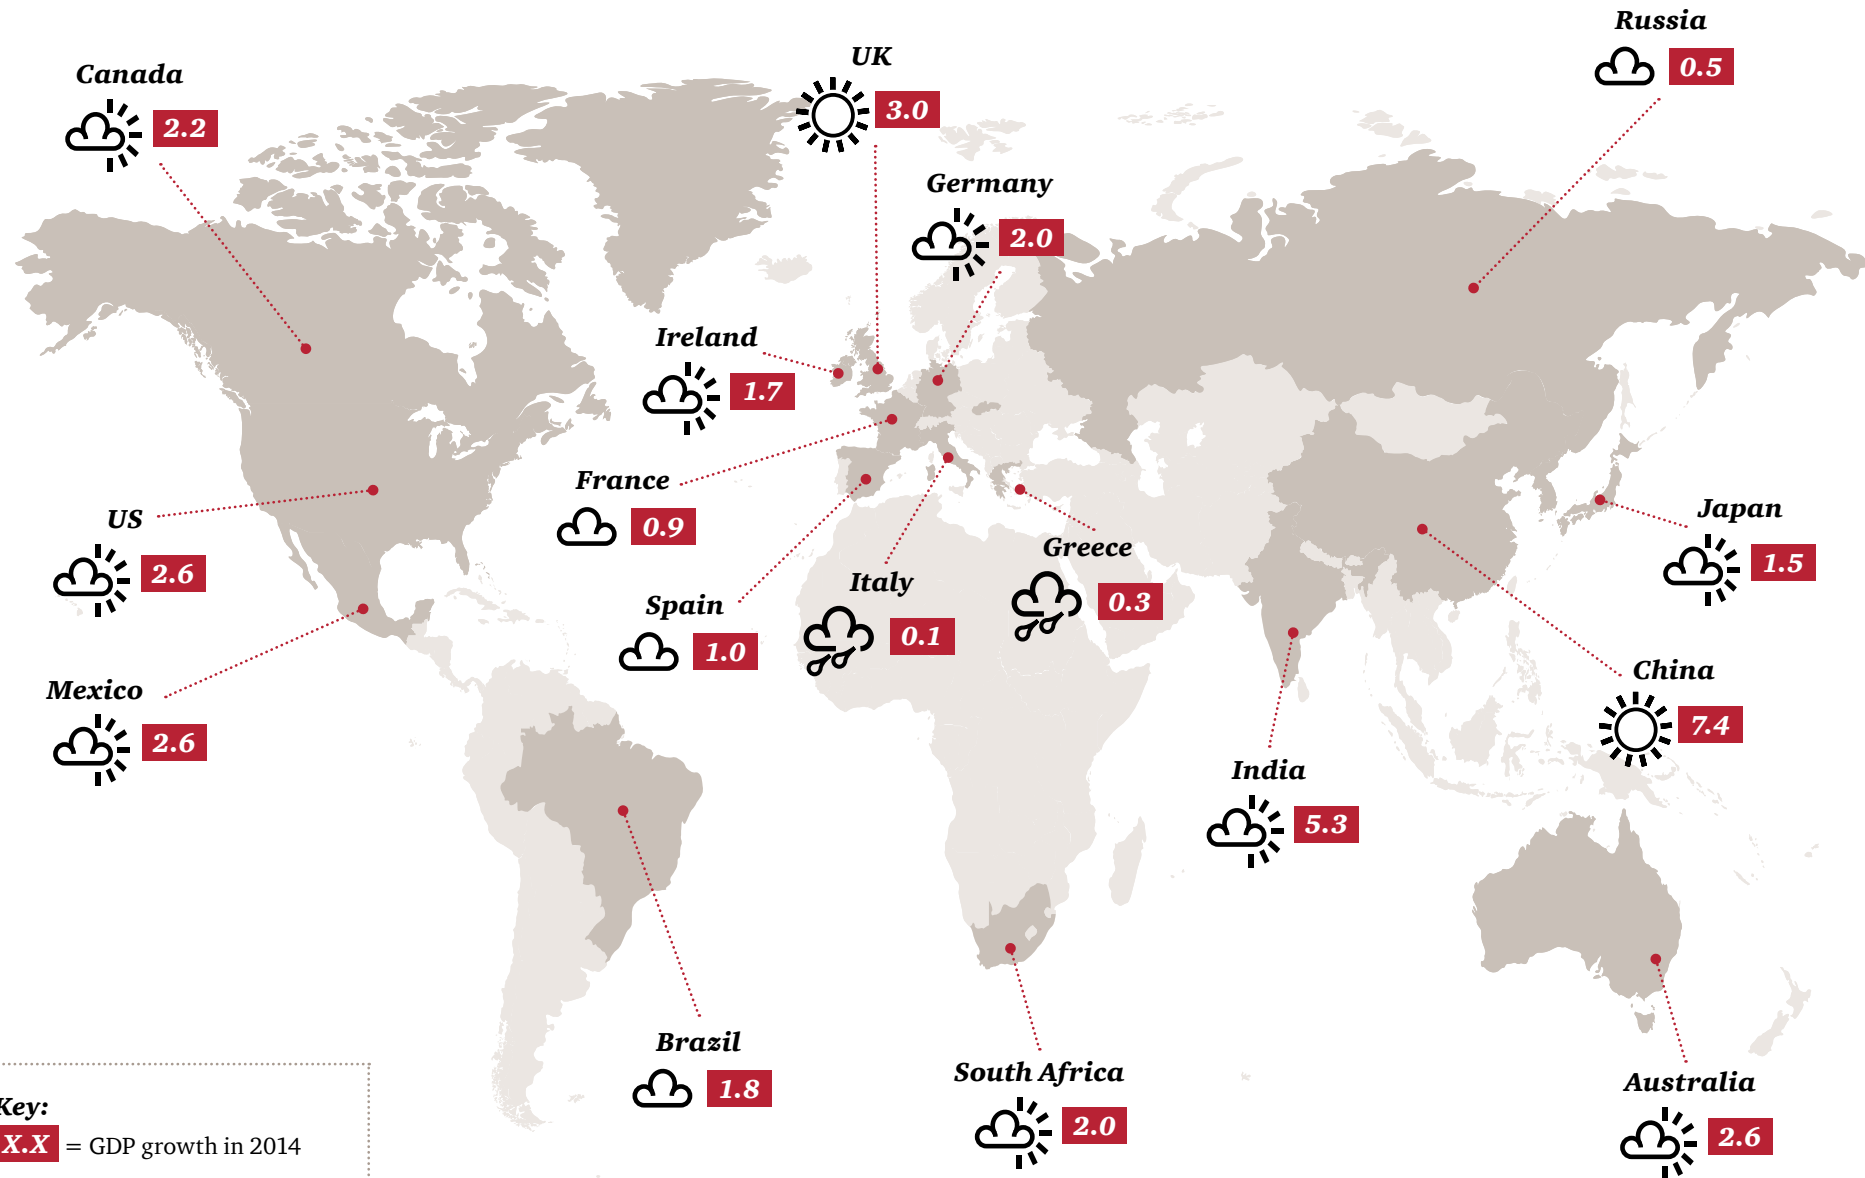 Russia
0.5
UK
3.0
Canada
2.2
Germany
2.0
Ireland
1.7
France
0.9
US
2.6
Japan
1.5
Greece
0.3
Italy
0.1
Spain
1.0
China
7.4
Mexico
2.6
India
5.3
Brazil
1.8
South Africa
2.0
Australia
2.6
Key:
X.X = GDP growth in 2014